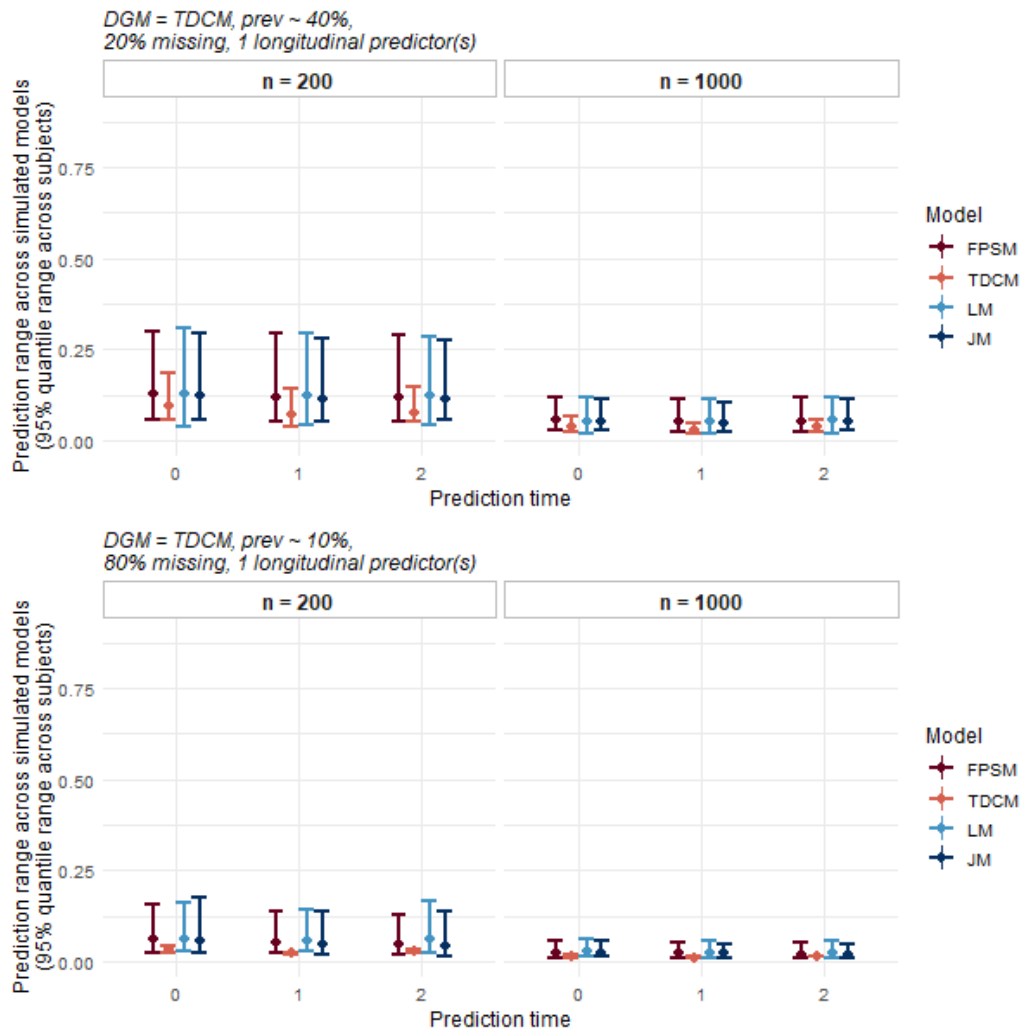 DGM = TDCM, prev ~ 40%,
20% missing, 1 longitudinal predictor(s)
n = 200
n = 1000
Prediction range across simulated models
(95% quantile range across subjects)
0.75
0.50
0.25
0.00
0
1
2
0
1
2
Prediction time
Model
FPSM
TDCM
LM
JM
DGM = TDCM, prev ~ 10%,
80% missing, 1 longitudinal predictor(s)
n = 200
n = 1000
Prediction range across simulated models
(95% quantile range across subjects)
0.75
0.50
0.25
0.00
0
1
2
0
1
2
Prediction time
Model
FPSM
TDCM
LM
JM